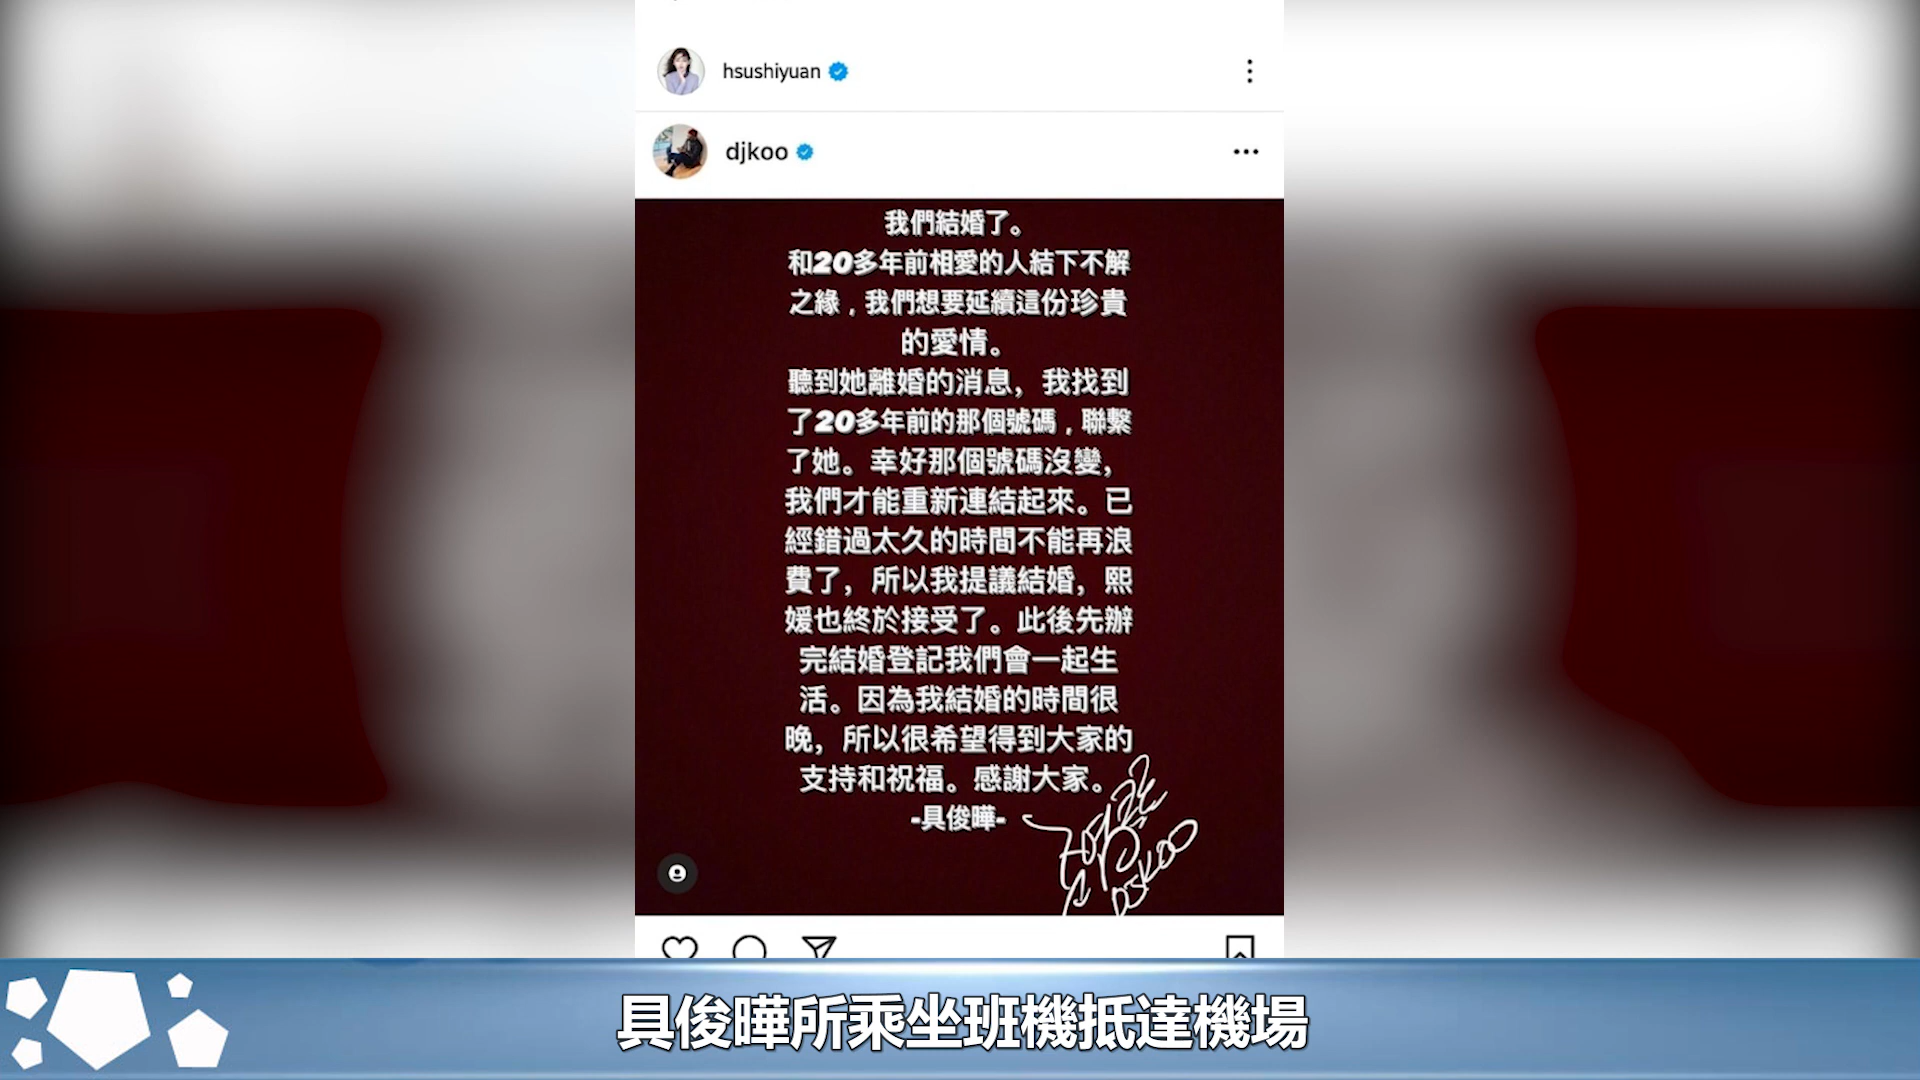 hsushiyuan
djkoo
我們結婚了。
和20多年前相愛的人結下不解
之緣，我們想要延續這份珍貴
的愛情。
聽到她離婚的消息，我找到
了20多年前的那個號碼，聯繫
了她。幸好那個號碼沒變，
我們才能重新連結起來。已
經錯過太久的時間不能再浪
費了，所以我提議結婚，熙
媛也終於接受了。此後先辦
完結婚登記我們會一起生
活。因為我結婚的時間很
晚，所以很希望得到大家的
支持和祝福。感謝大家。
-具俊曄-
DJKOO
具俊曄所乘坐班機抵達機場